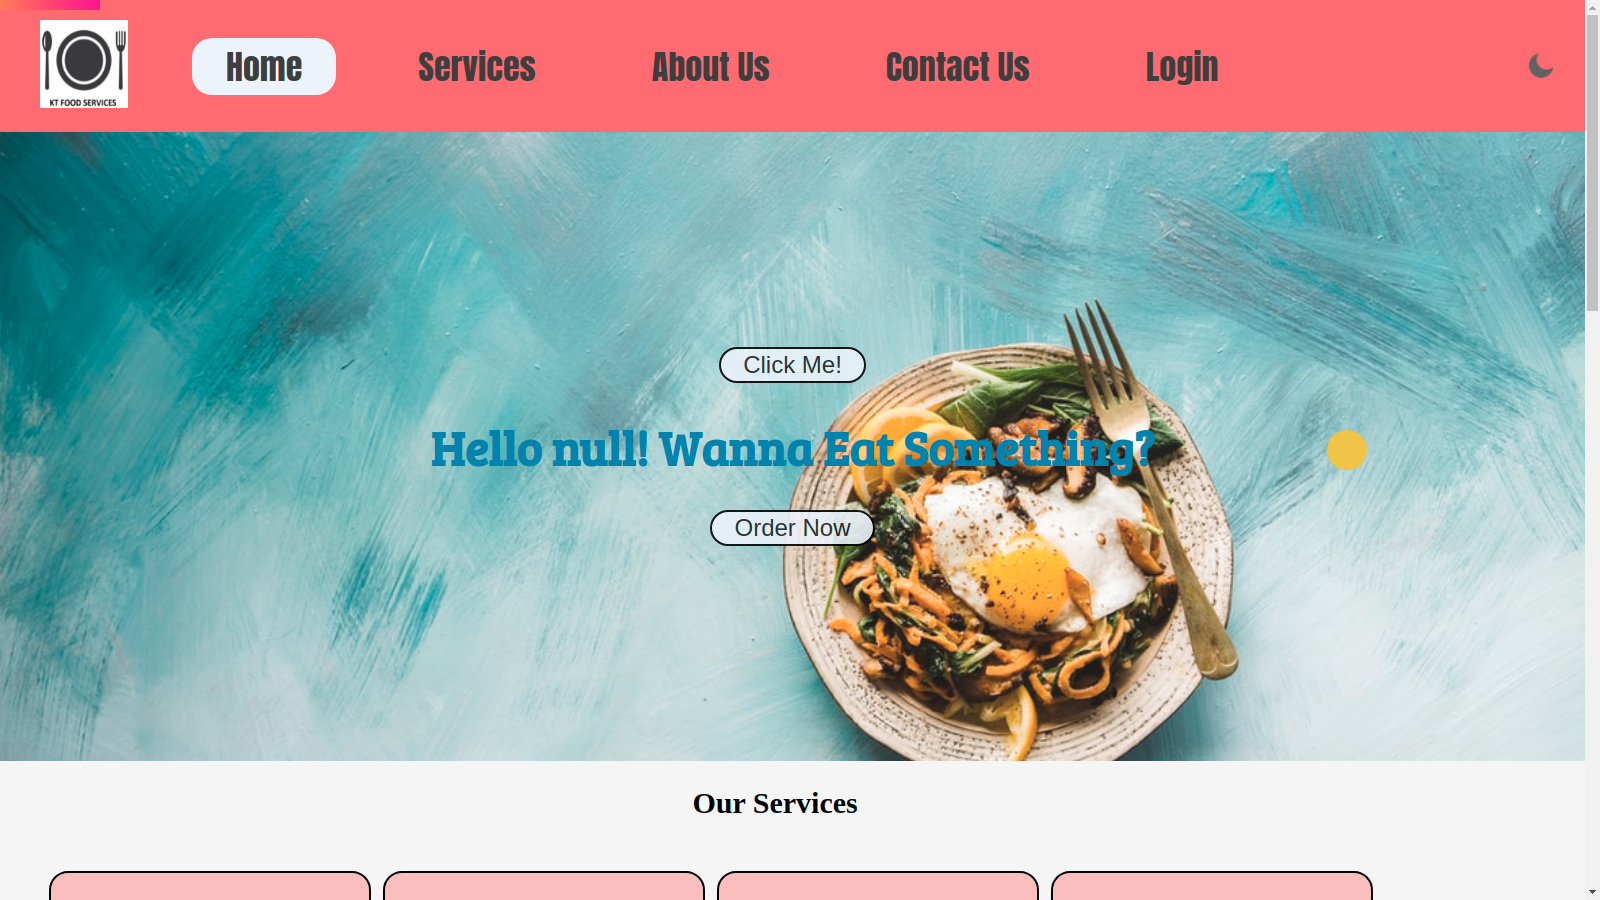 KT FOOD SERVICES
Home
Services
About Us
Contact Us
Login
Click Me!
Hello null! Wanna Eat Something?
Order Now
Our Services